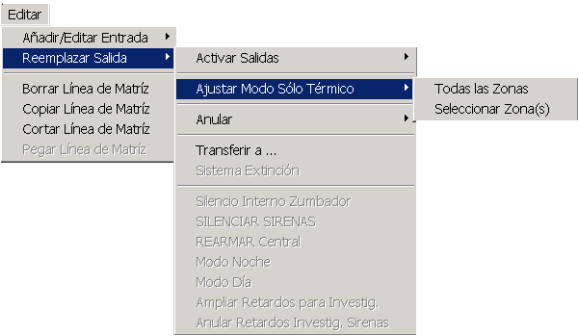 Editar
Añadir/Editar Entrada
Reemplazar Salida
Borrar Línea de Matríz
Copiar Línea de Matríz
Cortar Línea de Matríz
Pegar Línea de Matríz
Activar Salidas
Ajustar Modo Sólo Térmico
Anular
Transferir a ...
Sistema Extinción
Silencio Interno Zumbador
SILENCIAR SIRENAS
REARMAR Central
Modo Noche
Modo Día
Ampliar Retardos para Investig.
Anular Retardos Investig. Sirenas
Todas las Zonas
Seleccionar Zona(s)